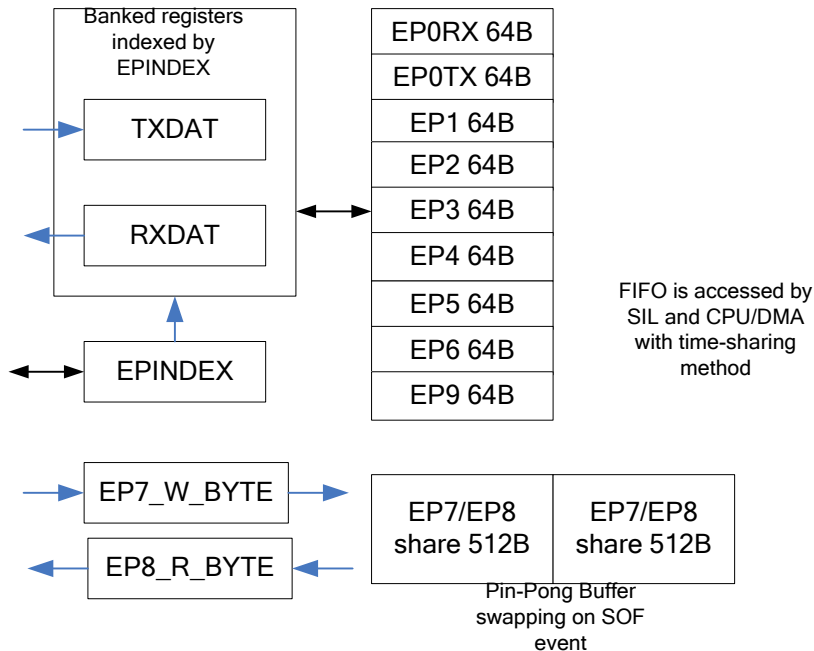 Banked registers
indexed by
EPINDEX
TXDAT
RXDAT
EPINDEX
EP0RX 64B
EP0TX 64B
EP1 64B
EP2 64B
EP3 64B
EP4 64B
EP5 64B
EP6 64B
EP9 64B
FIFO is accessed by
SIL and CPU/DMA
with time-sharing
method
EP7_W_BYTE
EP8_R_BYTE
EP7/EP8
share 512B
EP7/EP8
share 512B
Pin-Pong Buffer
swapping on SOF
event